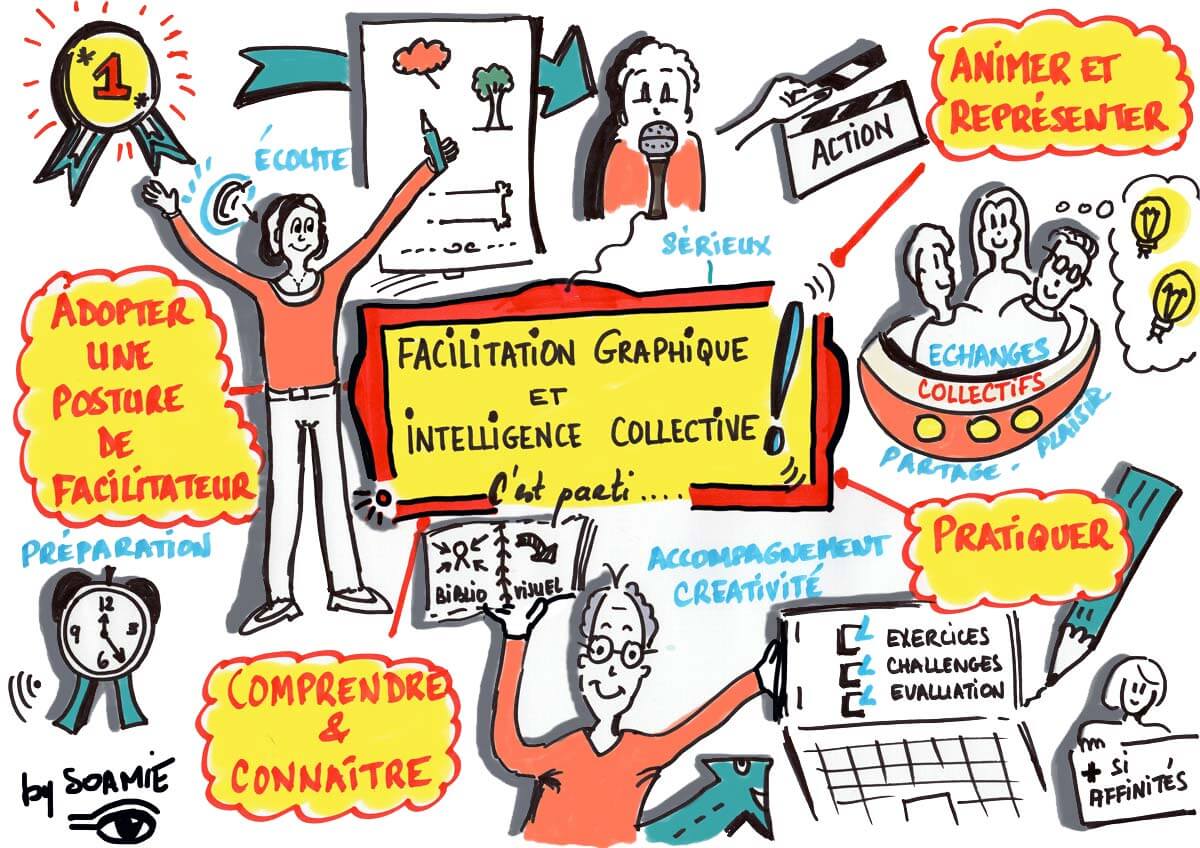 1
ÉCOUTE
ACTION
ANIMER ET
REPRÉSENTER
SÉRIEUX
ADOPTER
UNE
POSTURE
DE
FACILITATEUR
FACILITATION GRAPHIQUE
ET
INTELLIGENCE COLLECTIVE !
C'est parti....
ECHANGES
COLLECTIFS
PARTAGE - PLAISIR
PRÉPARATION
12
9
3
6
BIBLIO
VISUEL
ACCOMPAGNEMENT
CREATIVITÉ
PRATIQUER
EXERCICES
CHALLENGES
EVALUATION
COMPRENDRE
&
CONNAÎTRE
+ SI
AFFINITÉS
by SOAMIE